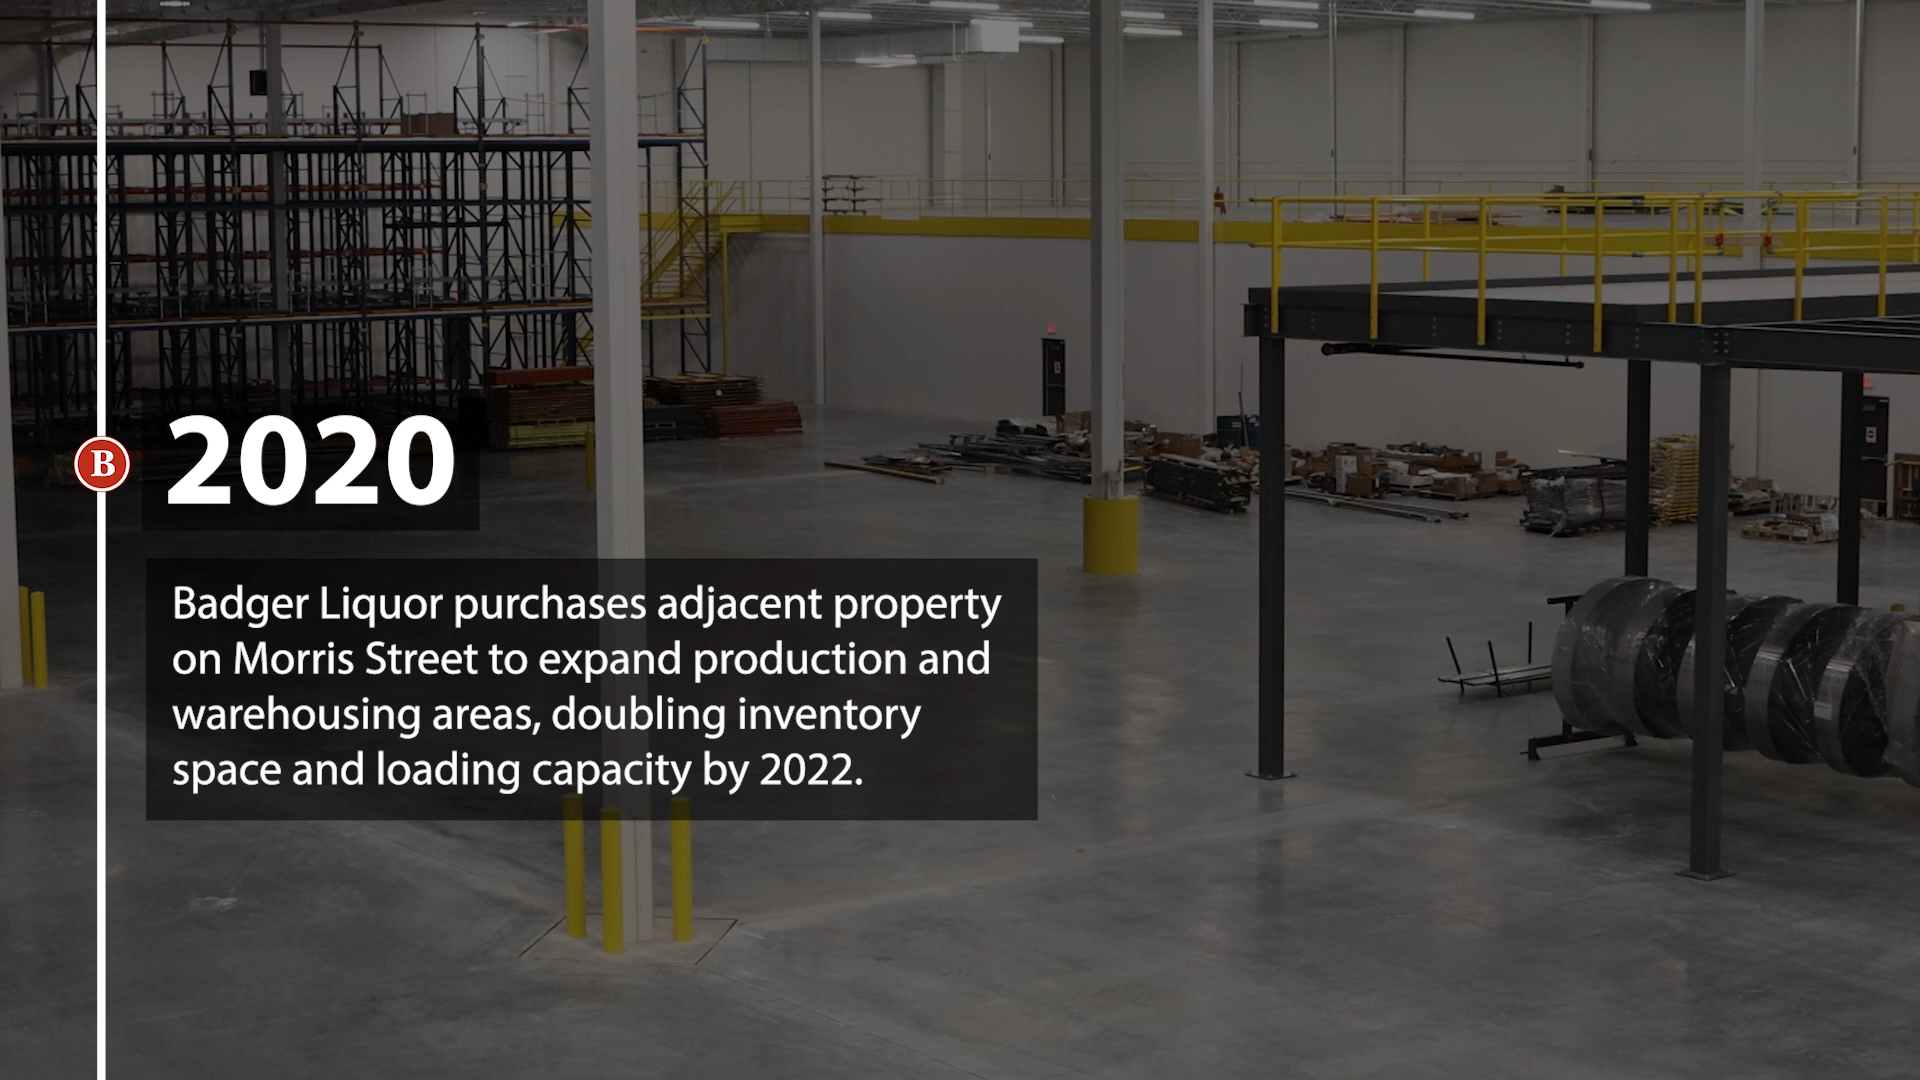 B
2020
Badger Liquor purchases adjacent property
on Morris Street to expand production and
warehousing areas, doubling inventory
space and loading capacity by 2022.